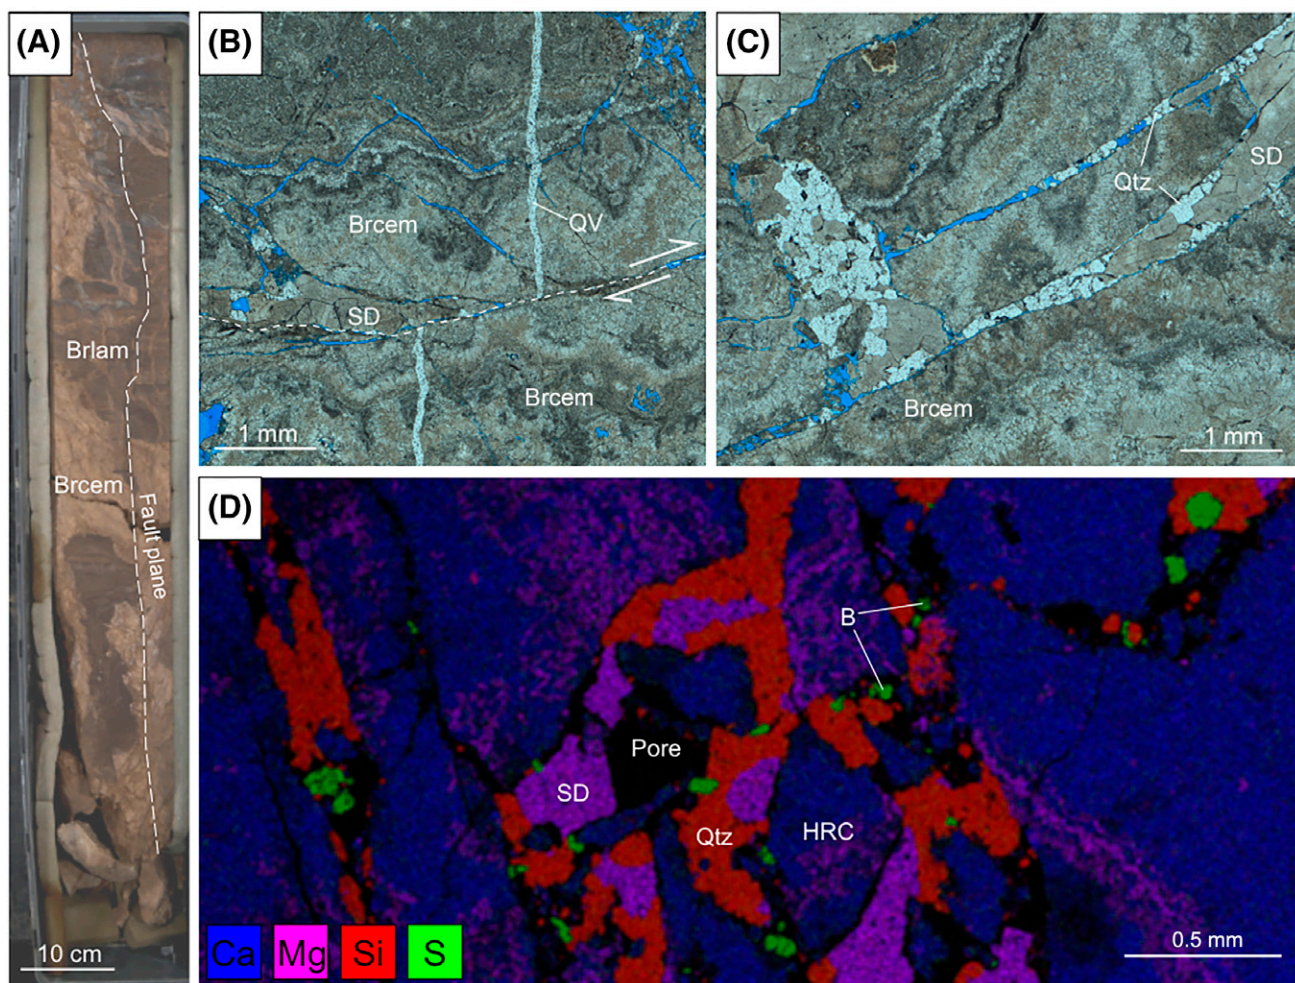 (A)
Brlam
Brcem
Fault plane
10 cm
(B)
Brcem
QV
SD
Brcem
1 mm
(C)
Qtz
SD
Brcem
1 mm
(D)
B
Pore
SD
Qtz
HRC
Ca Mg Si S
0.5 mm